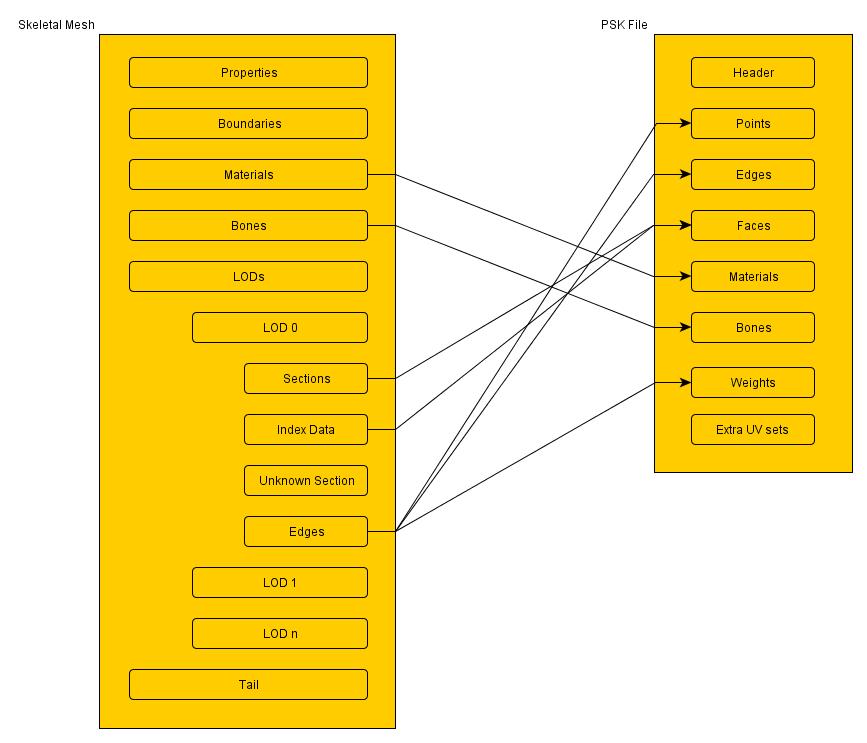 Skeletal Mesh
Properties
Boundaries
Materials
Bones
LODs
LOD 0
Sections
Index Data
Unknown Section
Edges
LOD 1
LOD n
Tail
PSK File
Header
Points
Edges
Faces
Materials
Bones
Weights
Extra UV sets